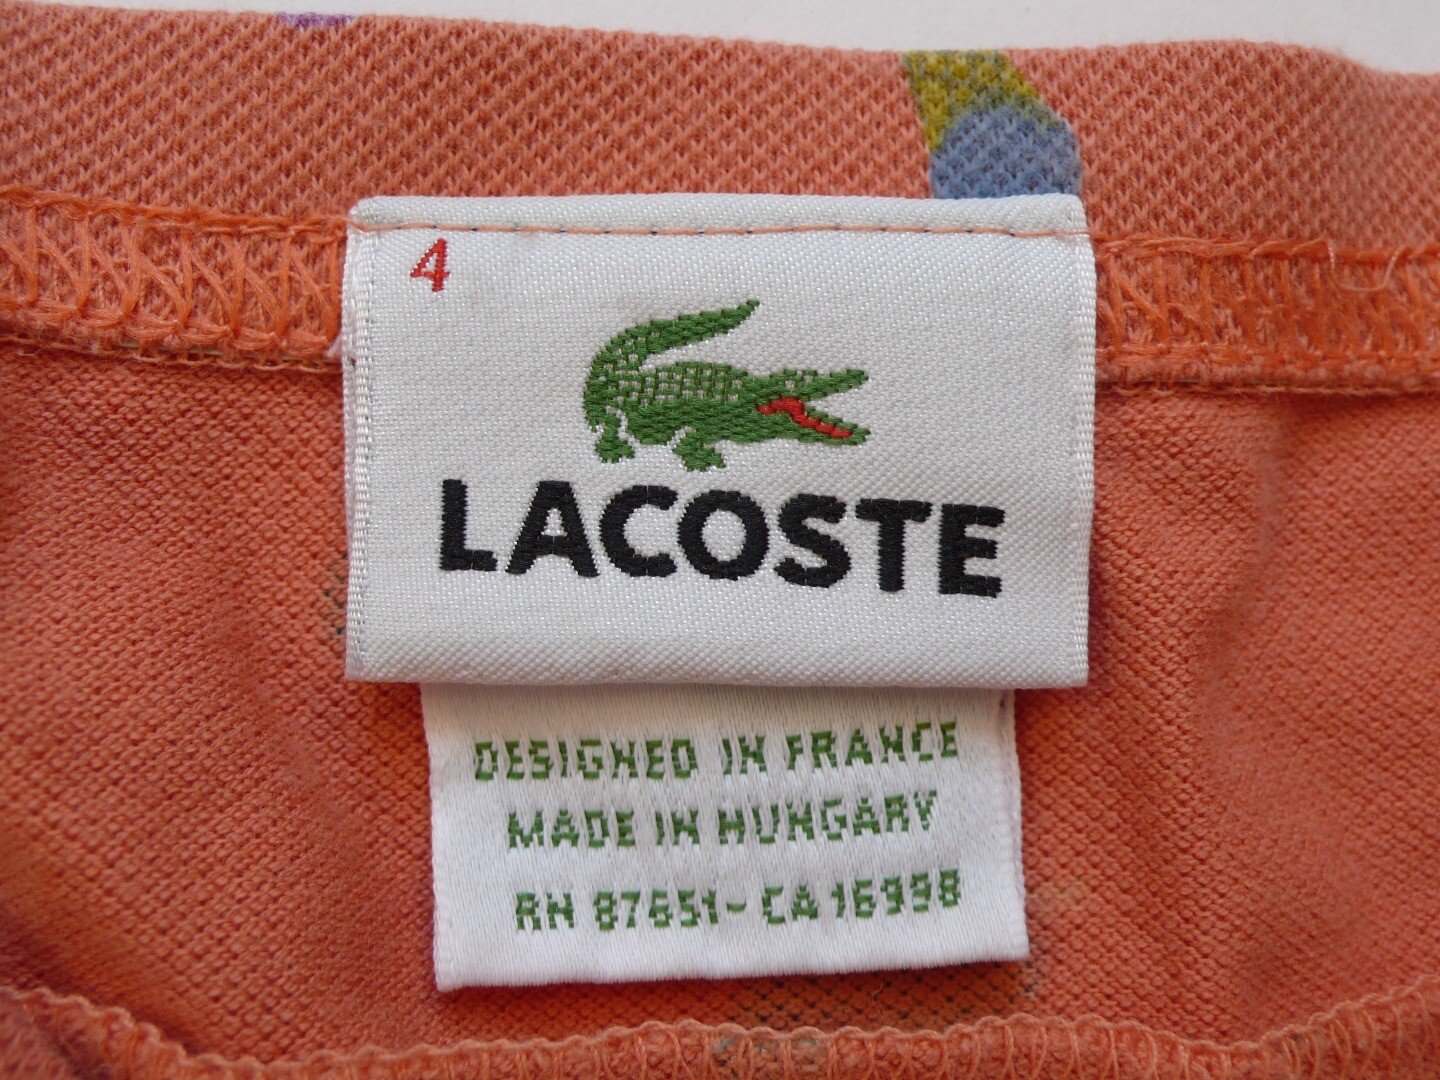 4
LACOSTE
DESIGNED IN FRANCE
MADE IN HUNGARY
RN 87651- CA 16998